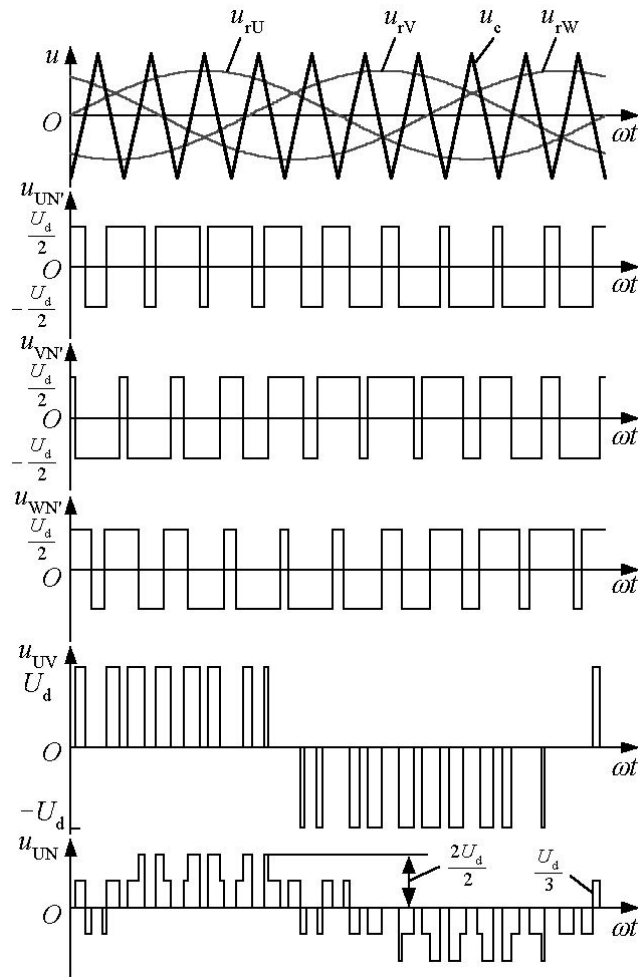 u_rU u_rV u_c u_rW
u
O
ωt
u_UN'
U_d/2
O
ωt
-U_d/2
u_VN'
U_d/2
O
ωt
-U_d/2
u_WN'
U_d/2
O
ωt
u_UV
U_d
O
ωt
-U_d
u_UN
2U_d/2
U_d/3
O
ωt